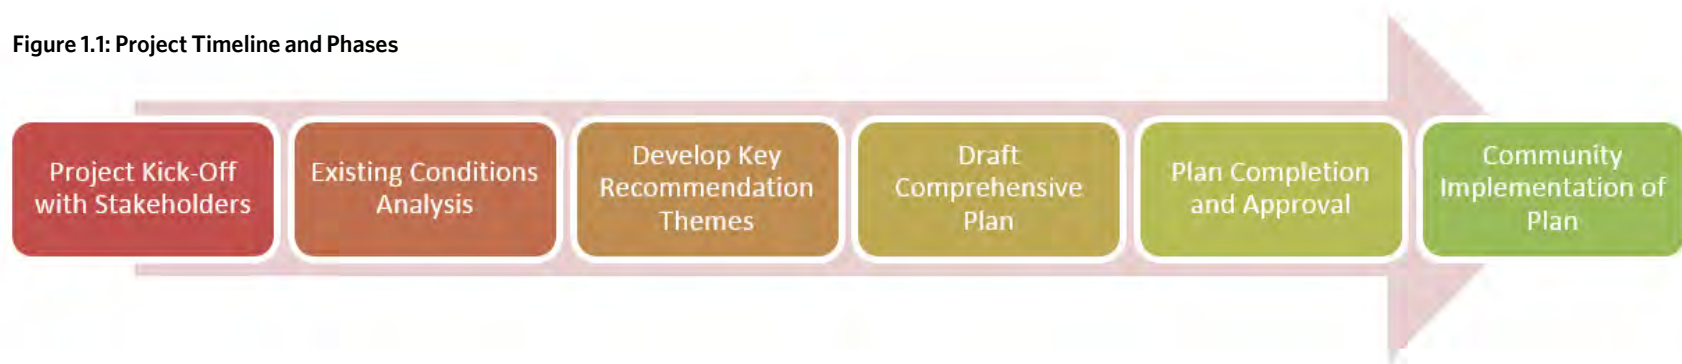 Figure 1.1: Project Timeline and Phases
Project Kick-Off
with Stakeholders
Existing Conditions
Analysis
Develop Key
Recommendation
Themes
Draft
Comprehensive
Plan
Plan Completion
and Approval
Community
Implementation of
Plan